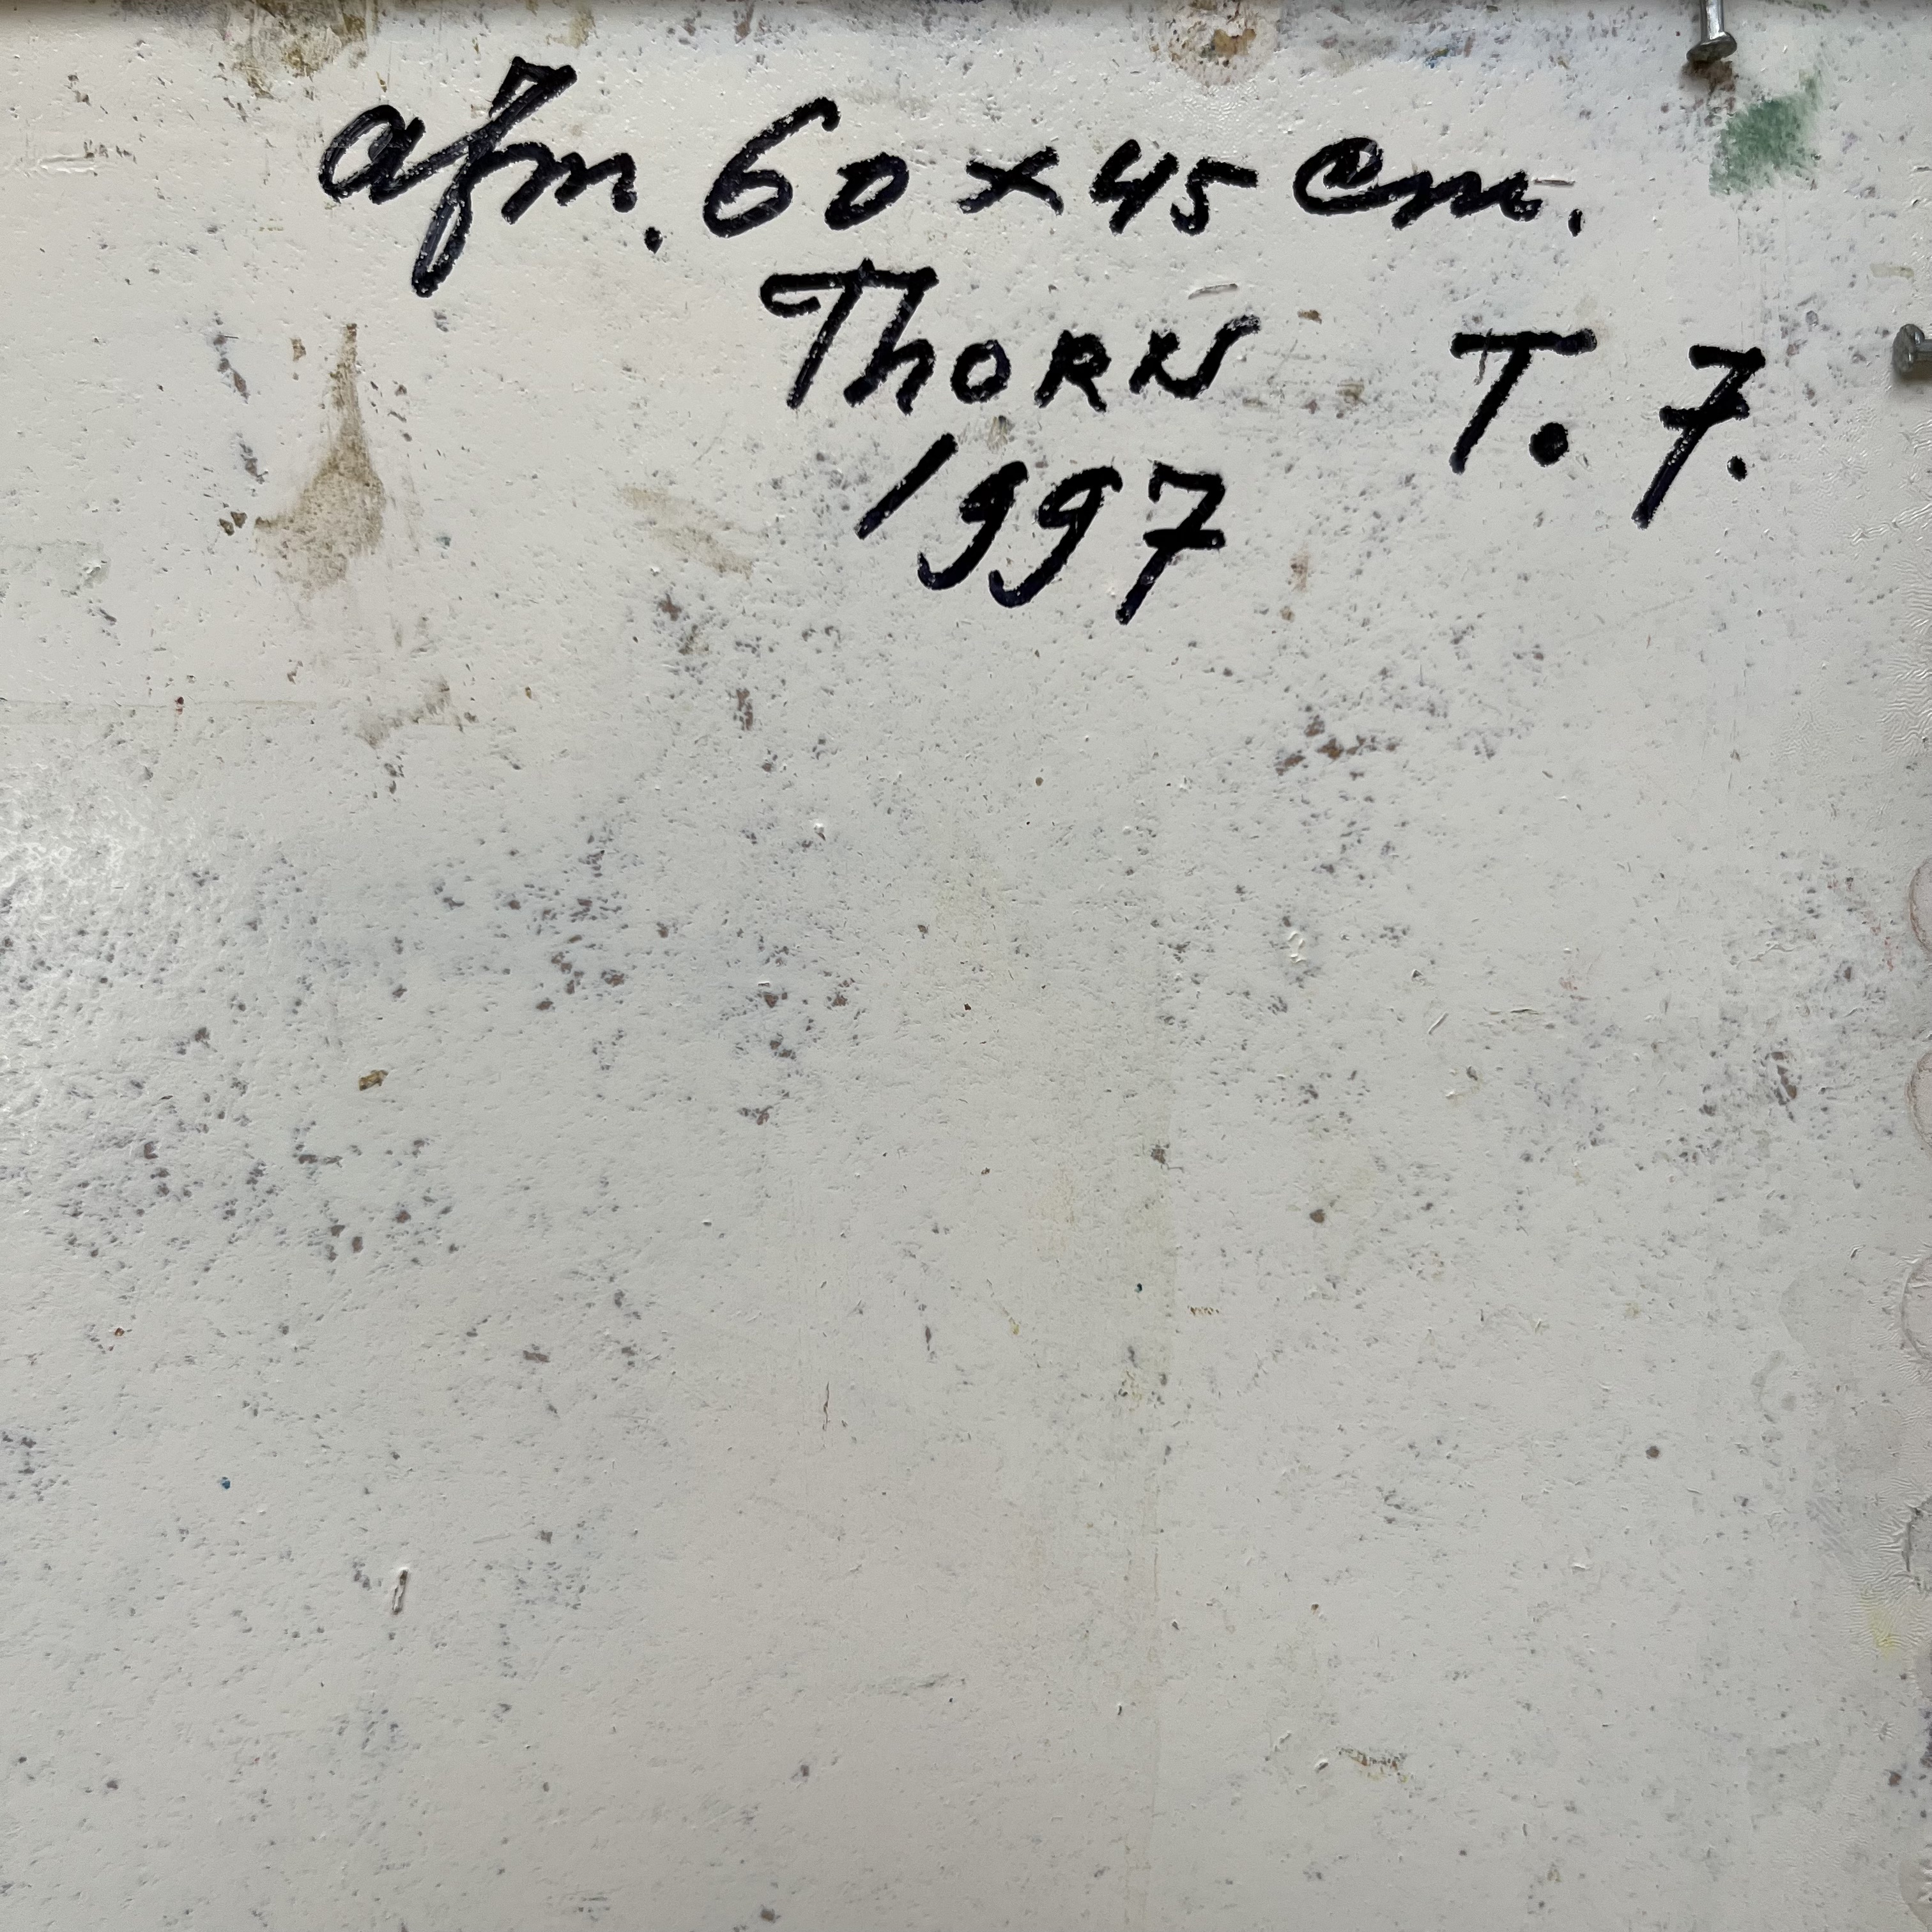 afm. 60 x 45 cm.
Thorn T. 7.
1997